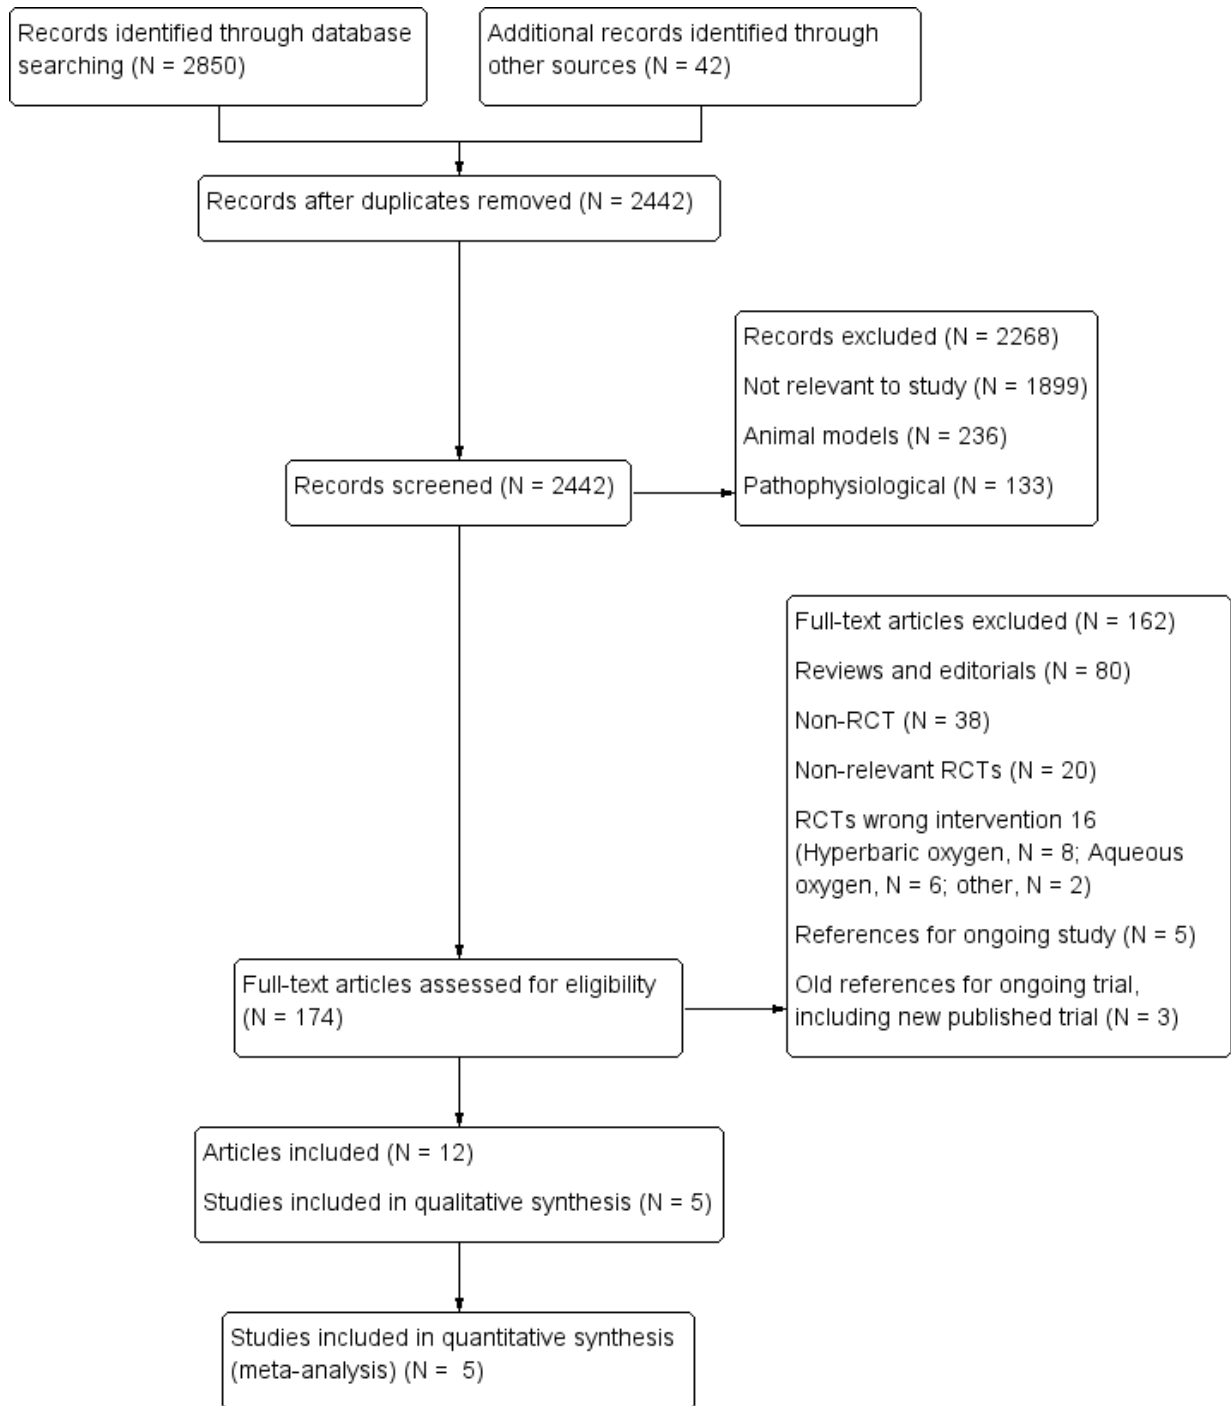 Records identified through database
searching (N = 2850)
Additional records identified through
other sources (N = 42)
Records after duplicates removed (N = 2442)
Records excluded (N = 2268)
Not relevant to study (N = 1899)
Animal models (N = 236)
Pathophysiological (N = 133)
Records screened (N = 2442)
Full-text articles excluded (N = 162)
Reviews and editorials (N = 80)
Non-RCT (N = 38)
Non-relevant RCTs (N = 20)
RCTs wrong intervention 16
(Hyperbaric oxygen, N = 8; Aqueous
oxygen, N = 6; other, N = 2)
References for ongoing study (N = 5)
Old references for ongoing trial,
including new published trial (N = 3)
Full-text articles assessed for eligibility
(N = 174)
Articles included (N = 12)
Studies included in qualitative synthesis (N = 5)
Studies included in quantitative synthesis
(meta-analysis) (N =  5)